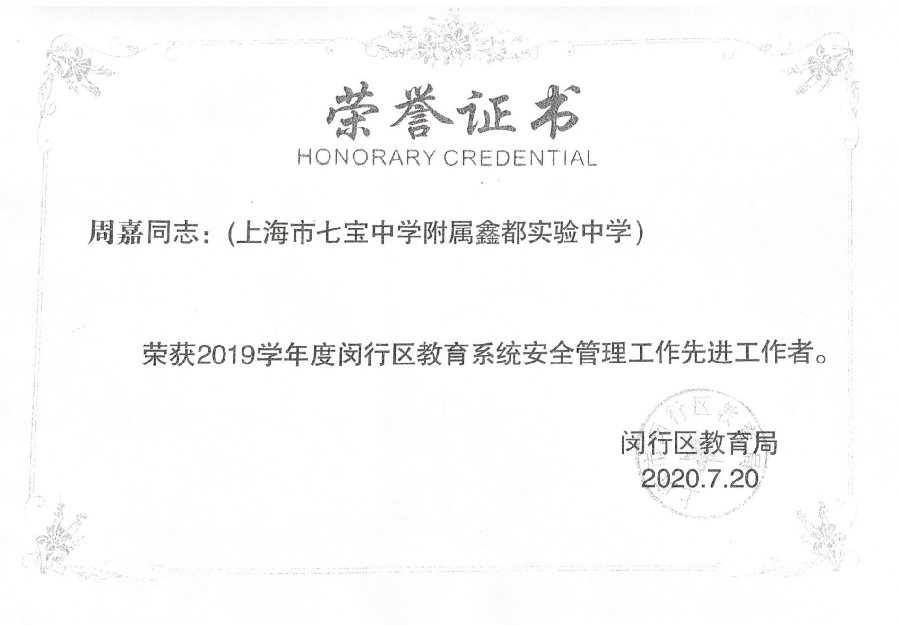 荣誉证书
HONORARY CREDENTIAL
周嘉同志：(上海市七宝中学附属鑫都实验中学)
荣获2019学年度闵行区教育系统安全管理工作先进工作者。
闵行区教育局
2020.7.20